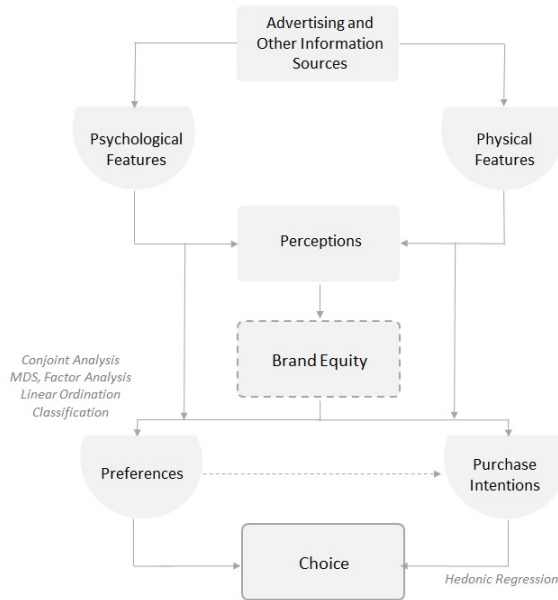 Advertising and
Other Information
Sources
Psychological
Features
Physical
Features
Perceptions
Brand Equity
Conjoint Analysis
MDS, Factor Analysis
Linear Ordination
Classification
Preferences
Purchase
Intentions
Choice
Hedonic Regression